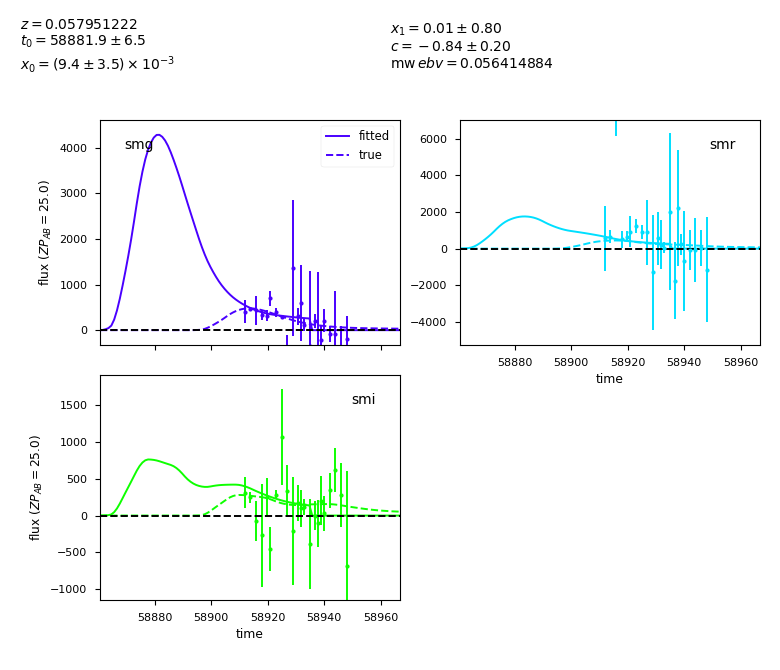 z = 0.057951222
t₀ = 58881.9 ± 6.5
x₀ = (9.4 ± 3.5) × 10⁻³
x₁ = 0.01 ± 0.80
c = −0.84 ± 0.20
mw ebv = 0.056414884
smg
fitted
true
flux (ZP_AB = 25.0)
4000
3000
2000
1000
0
smr
6000
4000
2000
0
−2000
−4000
58880 58900 58920 58940 58960
time
smi
flux (ZP_AB = 25.0)
1500
1000
500
0
−500
−1000
58880 58900 58920 58940 58960
time